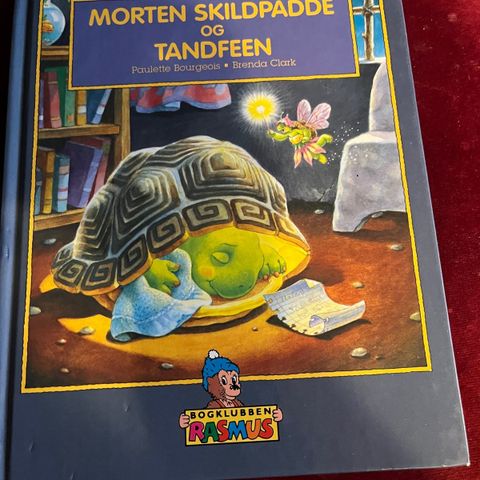 MORTEN SKILDPADDE
OG
TANDFEEN
Paulette Bourgeois • Brenda Clark
BOGKLUBBEN
RASMUS